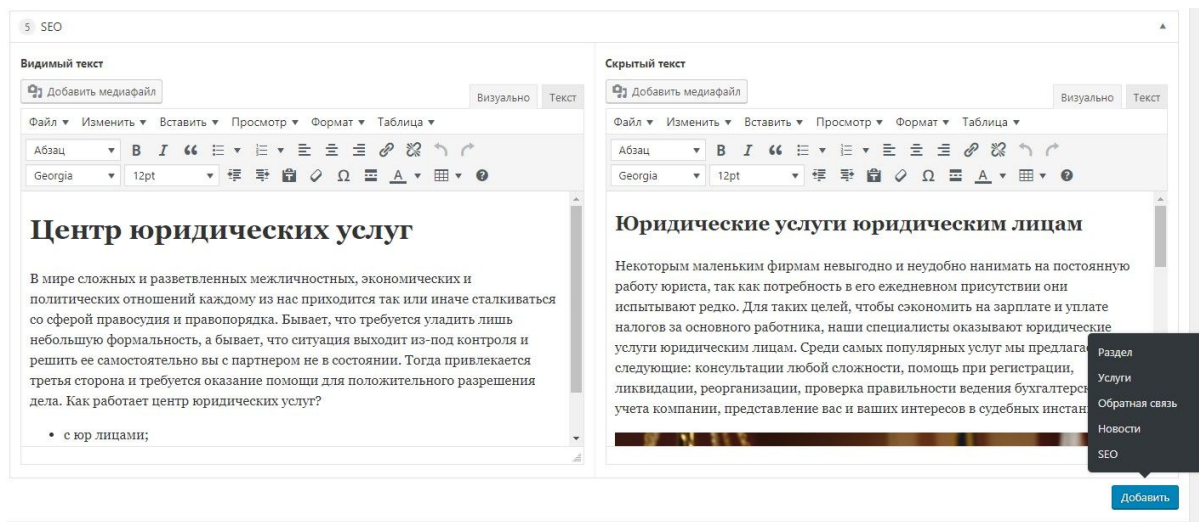 5 SEO
Видимый текст
Добавить медиафайл
Визуально Текст
Файл Изменить Вставить Просмотр Формат Таблица
Абзац
Georgia 12pt
Центр юридических услуг
В мире сложных и разветвленных межличностных, экономических и
политических отношений каждому из нас приходится так или иначе сталкиваться
со сферой правосудия и правопорядка. Бывает, что требуется уладить лишь
небольшую формальность, а бывает, что ситуация выходит из-под контроля и
решить ее самостоятельно вы с партнером не в состоянии. Тогда привлекается
третья сторона и требуется оказание помощи для положительного разрешения
дела. Как работает центр юридических услуг?
• с юр лицами;
Скрытый текст
Добавить медиафайл
Визуально Текст
Файл Изменить Вставить Просмотр Формат Таблица
Абзац
Georgia 12pt
Юридические услуги юридическим лицам
Некоторым маленьким фирмам невыгодно и неудобно нанимать на постоянную
работу юриста, так как потребность в его ежедневном присутствии они
испытывают редко. Для таких целей, чтобы сэкономить на зарплате и уплате
налогов за основного работника, наши специалисты оказывают юридические
услуги юридическим лицам. Среди самых популярных услуг мы
следующие: консультации любой сложности, помощь при регистрации,
ликвидации, реорганизации, проверка правильности ведения
учета компании, представление вас и ваших интересов в судебных
Раздел
Услуги
Обратная связь
Новости
SEO
Добавить